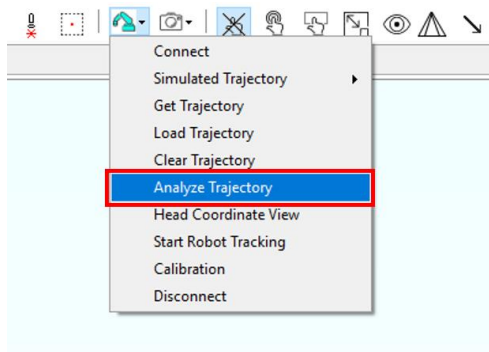 Connect
Simulated Trajectory
Get Trajectory
Load Trajectory
Clear Trajectory
Analyze Trajectory
Head Coordinate View
Start Robot Tracking
Calibration
Disconnect